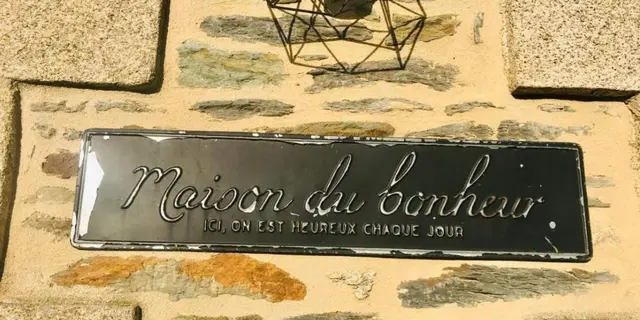 Maison du bonheur
ICI, ON EST HEUREUX CHAQUE JOUR